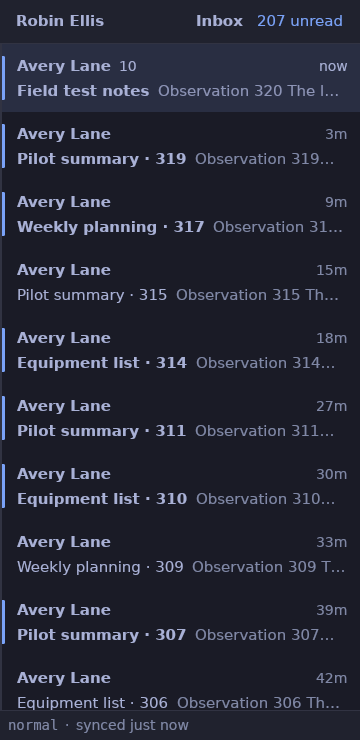 Robin Ellis Inbox 207 unread
Avery Lane 10 now
Field test notes Observation 320 The l…
Avery Lane 3m
Pilot summary · 319 Observation 319…
Avery Lane 9m
Weekly planning · 317 Observation 31…
Avery Lane 15m
Pilot summary · 315 Observation 315 Th…
Avery Lane 18m
Equipment list · 314 Observation 314…
Avery Lane 27m
Pilot summary · 311 Observation 311…
Avery Lane 30m
Equipment list · 310 Observation 310…
Avery Lane 33m
Weekly planning · 309 Observation 309 T…
Avery Lane 39m
Pilot summary · 307 Observation 307…
Avery Lane 42m
Equipment list · 306 Observation 306 Th…
normal · synced just now